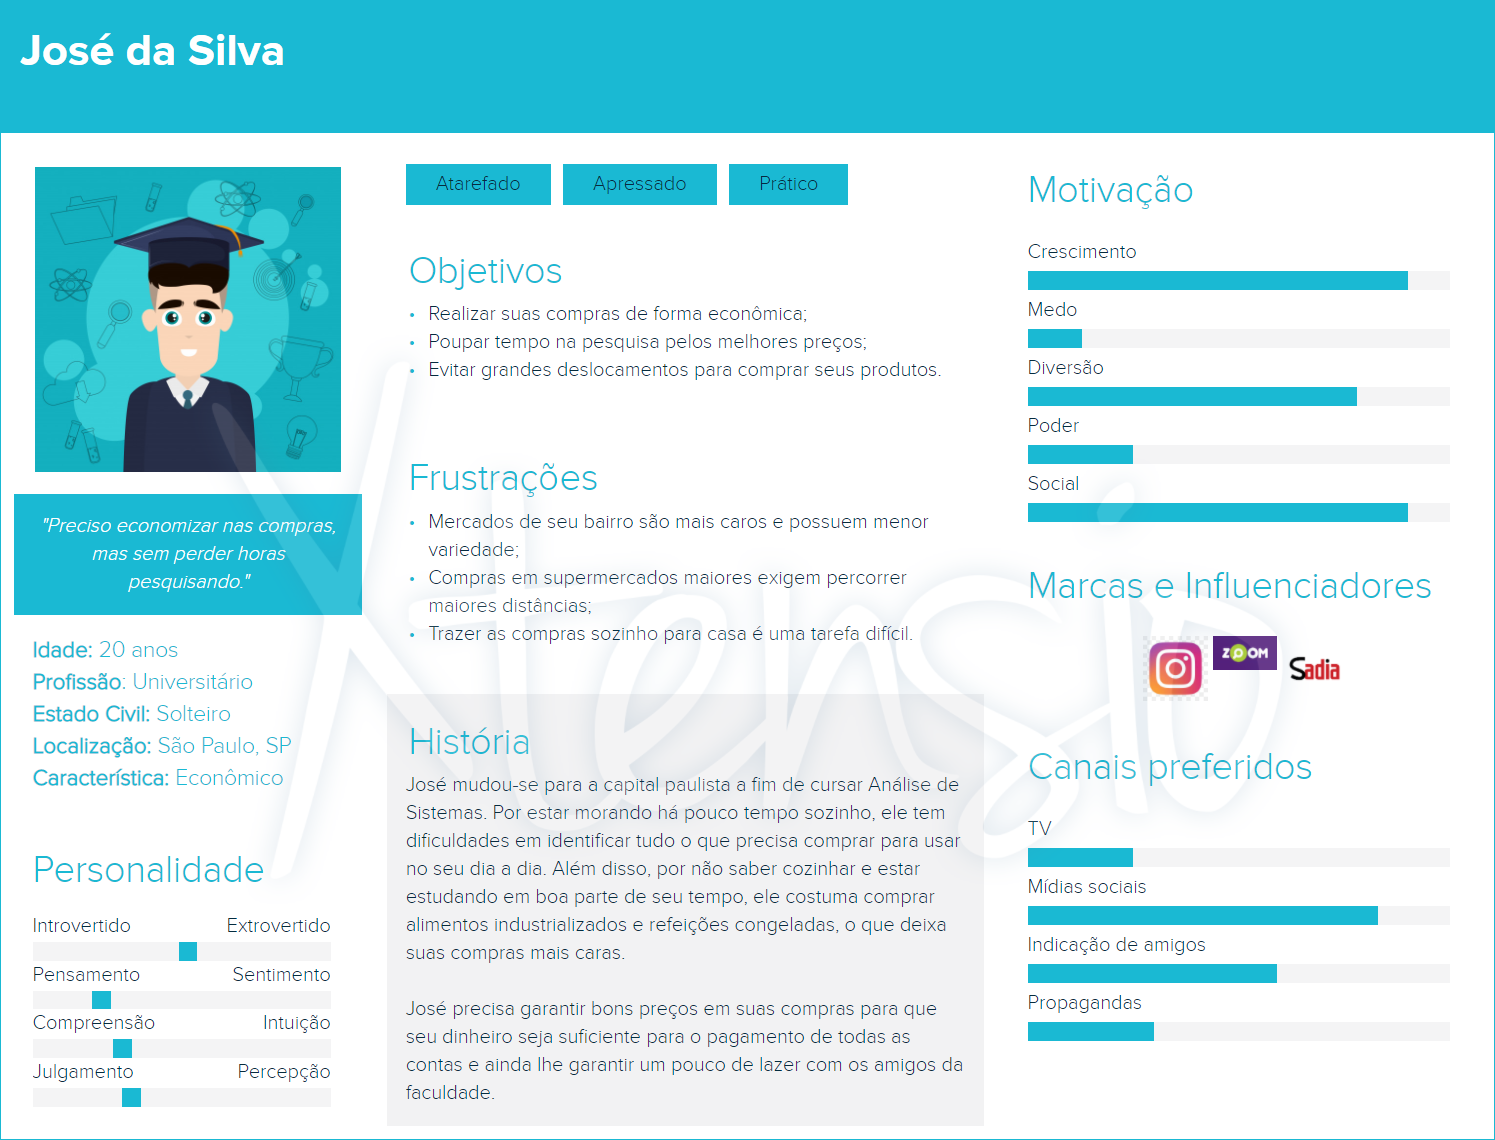 José da Silva
"Preciso economizar nas compras,
mas sem perder horas
pesquisando."
Idade: 20 anos
Profissão: Universitário
Estado Civil: Solteiro
Localização: São Paulo, SP
Característica: Econômico
Personalidade
Introvertido Extrovertido
Pensamento Sentimento
Compreensão Intuição
Julgamento Percepção
Atarefado Apressado Prático
Objetivos
• Realizar suas compras de forma econômica;
• Poupar tempo na pesquisa pelos melhores preços;
• Evitar grandes deslocamentos para comprar seus produtos.
Frustrações
• Mercados de seu bairro são mais caros e possuem menor
variedade;
• Compras em supermercados maiores exigem percorrer
maiores distâncias;
• Trazer as compras sozinho para casa é uma tarefa difícil.
História
José mudou-se para a capital paulista a fim de cursar Análise de
Sistemas. Por estar morando há pouco tempo sozinho, ele tem
dificuldades em identificar tudo o que precisa comprar para usar
no seu dia a dia. Além disso, por não saber cozinhar e estar
estudando em boa parte de seu tempo, ele costuma comprar
alimentos industrializados e refeições congeladas, o que deixa
suas compras mais caras.
José precisa garantir bons preços em suas compras para que
seu dinheiro seja suficiente para o pagamento de todas as
contas e ainda lhe garantir um pouco de lazer com os amigos da
faculdade.
Motivação
Crescimento
Medo
Diversão
Poder
Social
Marcas e Influenciadores
ZOOM
Sadia
Canais preferidos
TV
Mídias sociais
Indicação de amigos
Propagandas
Xtensio